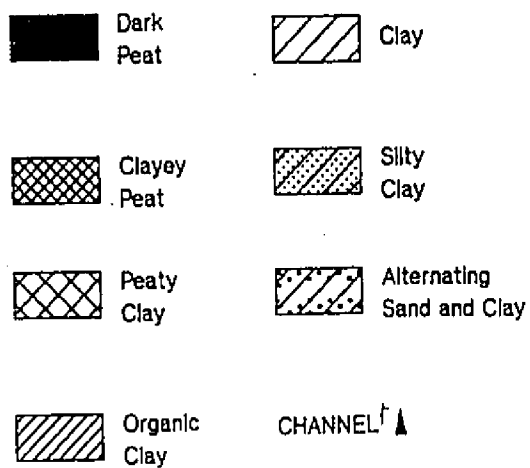 Dark
Peat
Clay
Clayey
Peat
Silty
Clay
Peaty
Clay
Alternating
Sand and Clay
Organic
Clay
CHANNEL